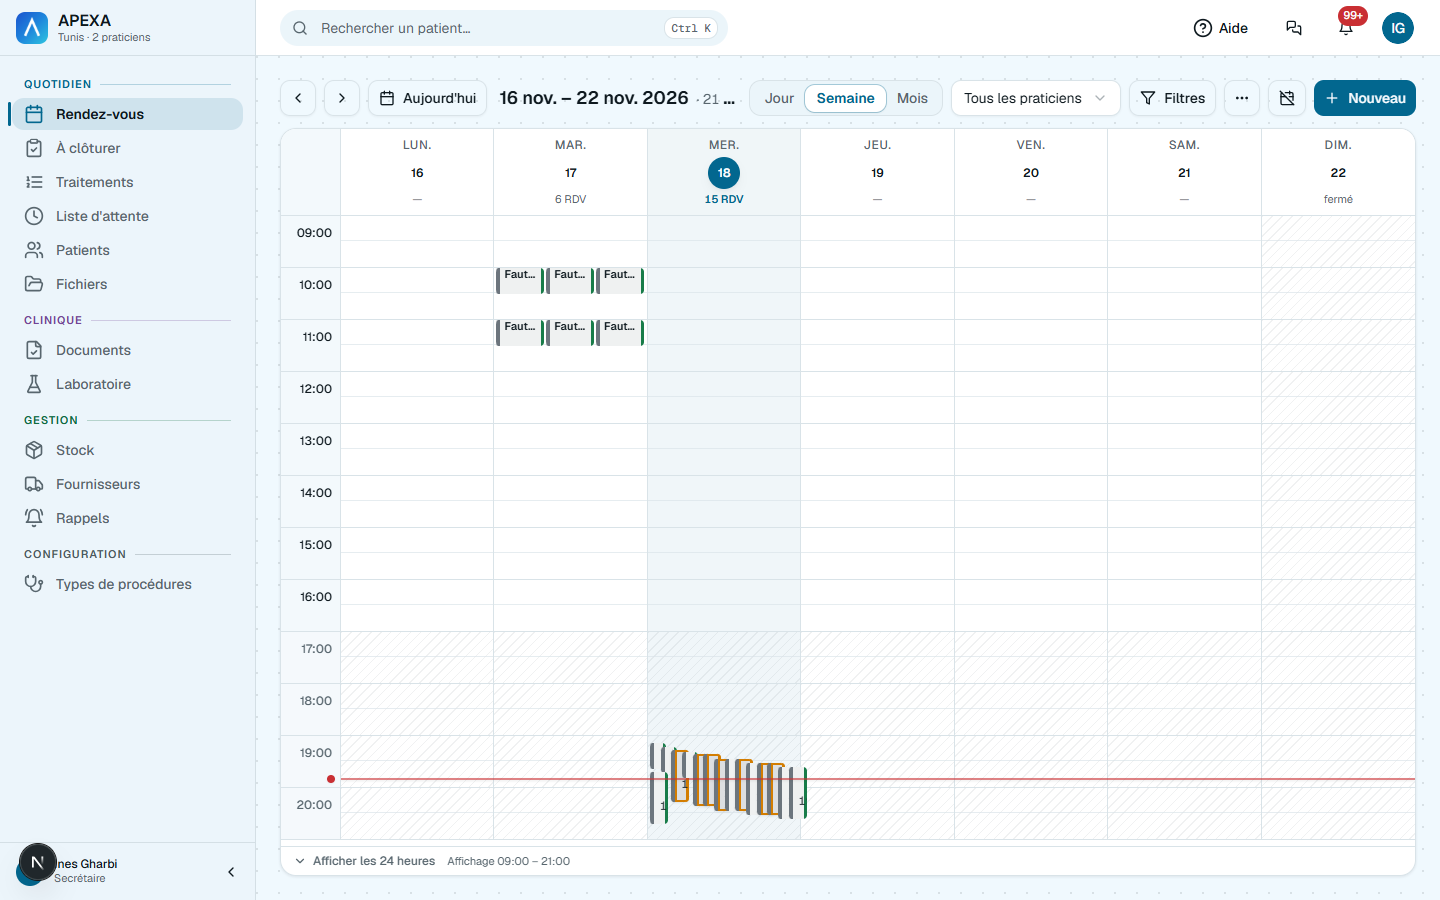 APEXA
Tunis · 2 praticiens
Rechercher un patient…
Ctrl K
Aide
99+
IG
QUOTIDIEN
Rendez-vous
À clôturer
Traitements
Liste d'attente
Patients
Fichiers
CLINIQUE
Documents
Laboratoire
GESTION
Stock
Fournisseurs
Rappels
CONFIGURATION
Types de procédures
N
nes Gharbi
Secrétaire
Aujourd'hui
16 nov. – 22 nov. 2026 · 21 ...
Jour Semaine Mois
Tous les praticiens
Filtres
Nouveau
LUN. MAR. MER. JEU. VEN. SAM. DIM.
16 17 18 19 20 21 22
— 6 RDV 15 RDV — — — fermé
09:00
10:00
Faut... Faut... Faut...
11:00
Faut... Faut... Faut...
12:00
13:00
14:00
15:00
16:00
17:00
18:00
19:00
20:00
1 1 1
Afficher les 24 heures Affichage 09:00 – 21:00